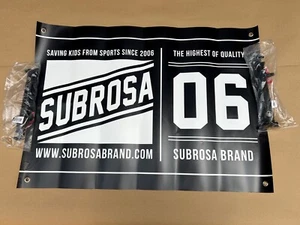 SAVING KIDS FROM SPORTS SINCE 2006
SUBROSA
WWW.SUBROSABRAND.COM
THE HIGHEST OF QUALITY
06
SUBROSA BRAND